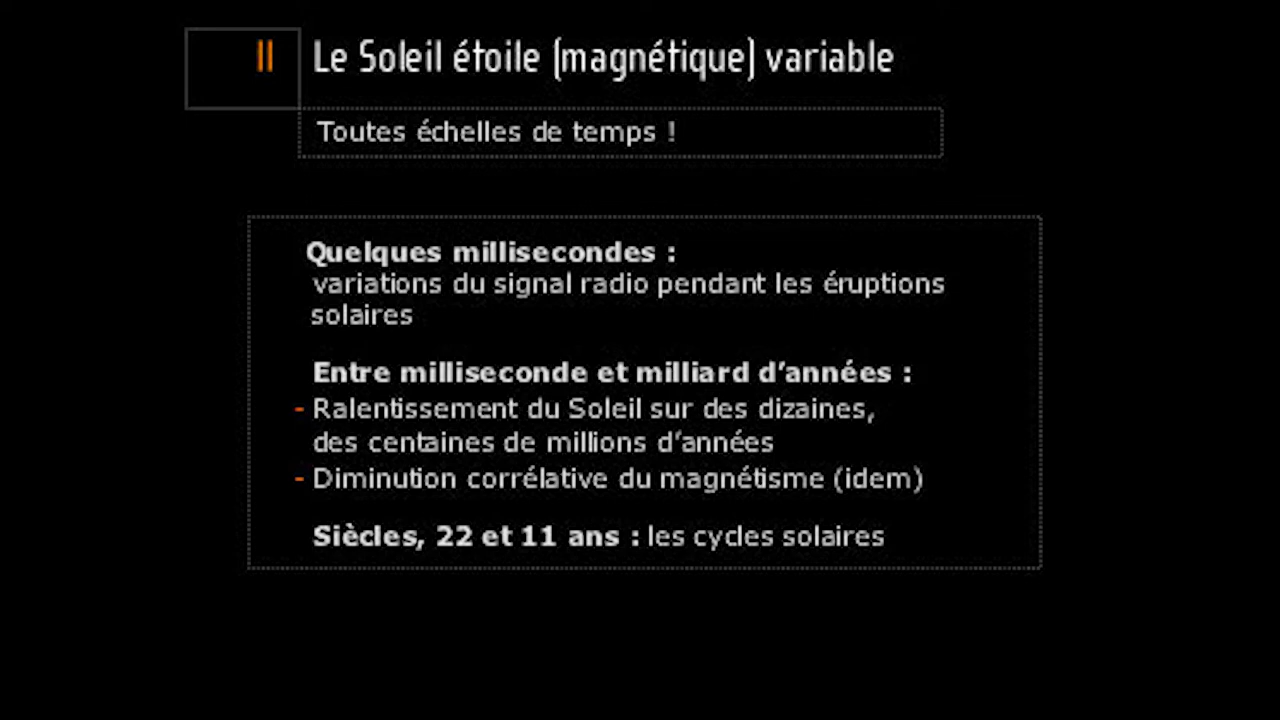 II Le Soleil étoile (magnétique) variable
Toutes échelles de temps !
Quelques millisecondes :
variations du signal radio pendant les éruptions
solaires
Entre milliseconde et milliard d’années :
- Ralentissement du Soleil sur des dizaines,
des centaines de millions d’années
- Diminution corrélative du magnétisme (idem)
Siècles, 22 et 11 ans : les cycles solaires